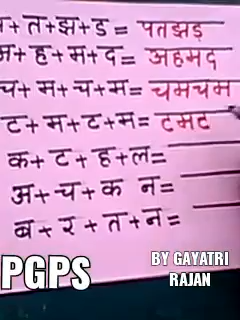 + त + झ + ड = पतझड़
+ ह + म + द = अहमद
च + म + च + म = चमचम
ट + म + ट + म = टमट
क + ट + ह + ल =
अ + च + क न =
ब + र + त + न =
PGPS
BY GAYATRI
RAJAN